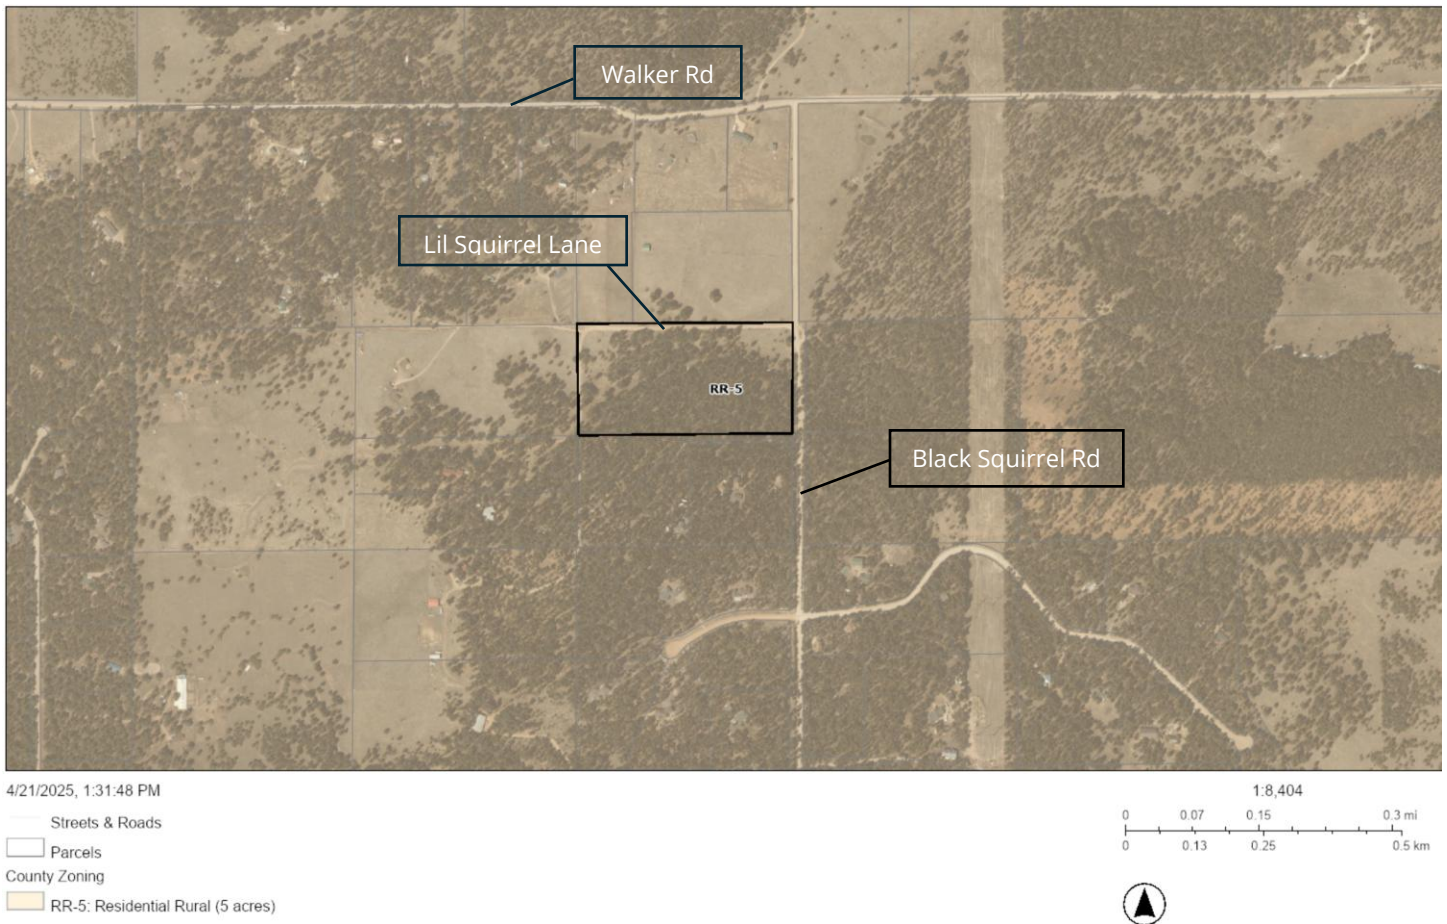 Walker Rd
Lil Squirrel Lane
RR-5
Black Squirrel Rd
4/21/2025, 1:31:48 PM
Streets & Roads
Parcels
County Zoning
RR-5: Residential Rural (5 acres)
1:8,404
0 0.07 0.15 0.3 mi
0 0.13 0.25 0.5 km